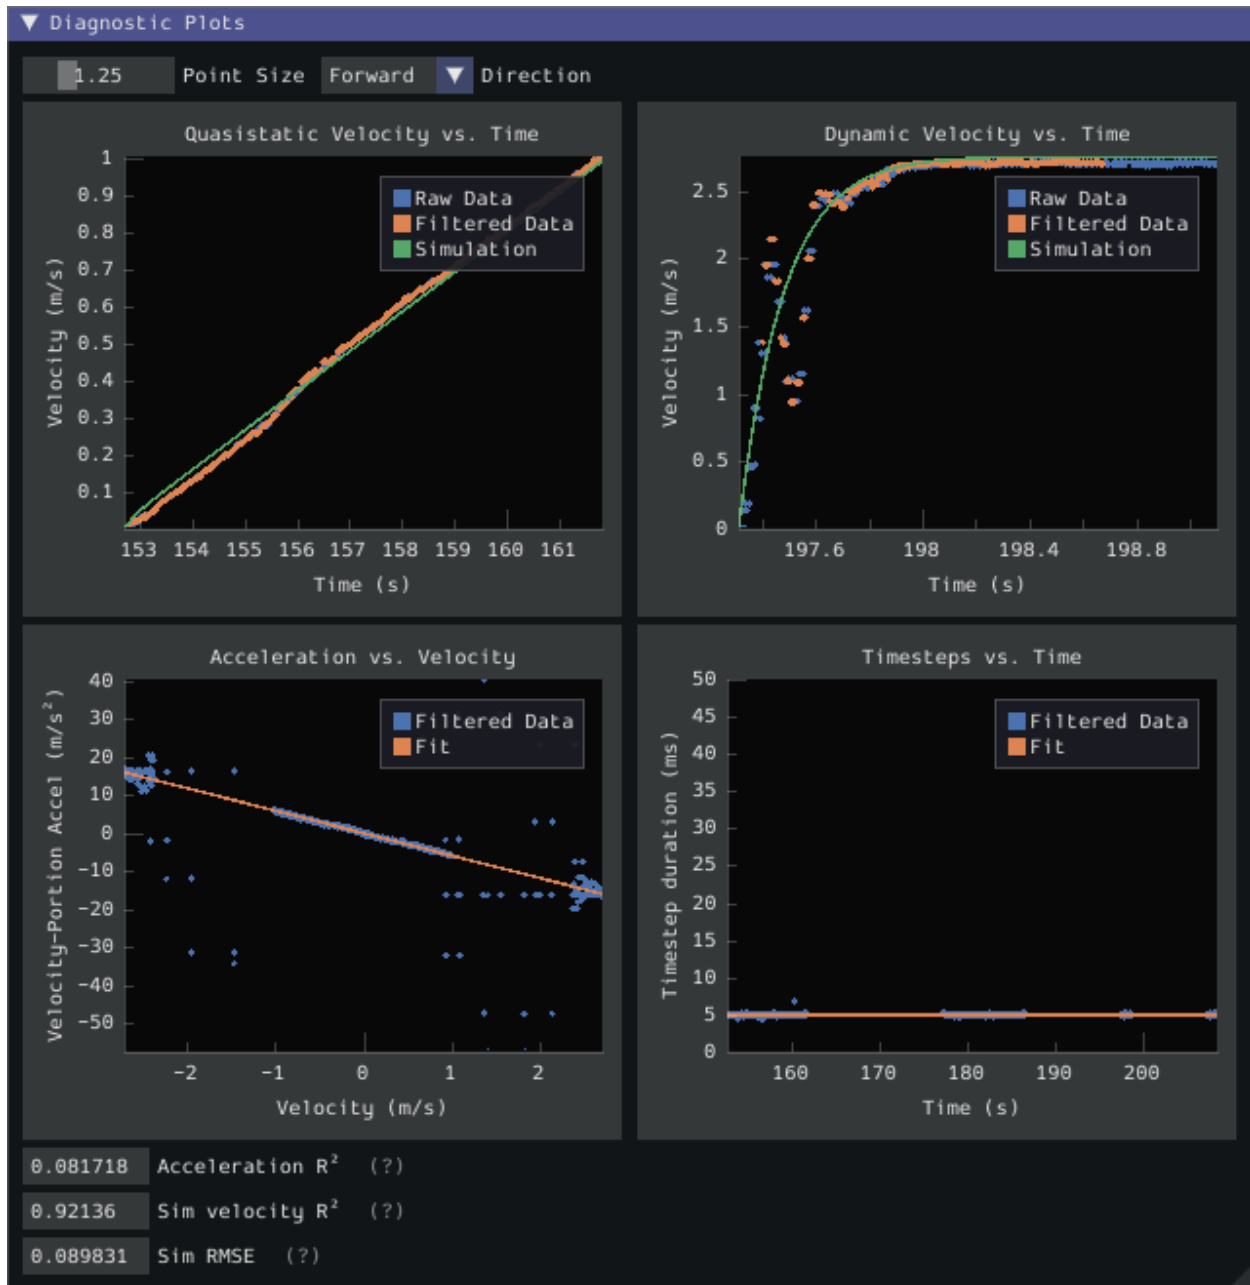 ▼ Diagnostic Plots
1.25 Point Size Forward ▼ Direction
Quasistatic Velocity vs. Time
1
0.9
0.8
0.7
0.6
0.5
0.4
0.3
0.2
0.1
Velocity (m/s)
Raw Data
Filtered Data
Simulation
153 154 155 156 157 158 159 160 161
Time (s)
Dynamic Velocity vs. Time
2.5
2
1.5
1
0.5
0
Velocity (m/s)
Raw Data
Filtered Data
Simulation
197.6 198 198.4 198.8
Time (s)
Acceleration vs. Velocity
40
30
20
10
0
-10
-20
-30
-40
-50
Velocity-Portion Accel (m/s²)
Filtered Data
Fit
-2 -1 0 1 2
Velocity (m/s)
Timesteps vs. Time
50
45
40
35
30
25
20
15
10
5
0
Timestep duration (ms)
Filtered Data
Fit
160 170 180 190 200
Time (s)
0.081718 Acceleration R² (?)
0.92136 Sim velocity R² (?)
0.089831 Sim RMSE (?)